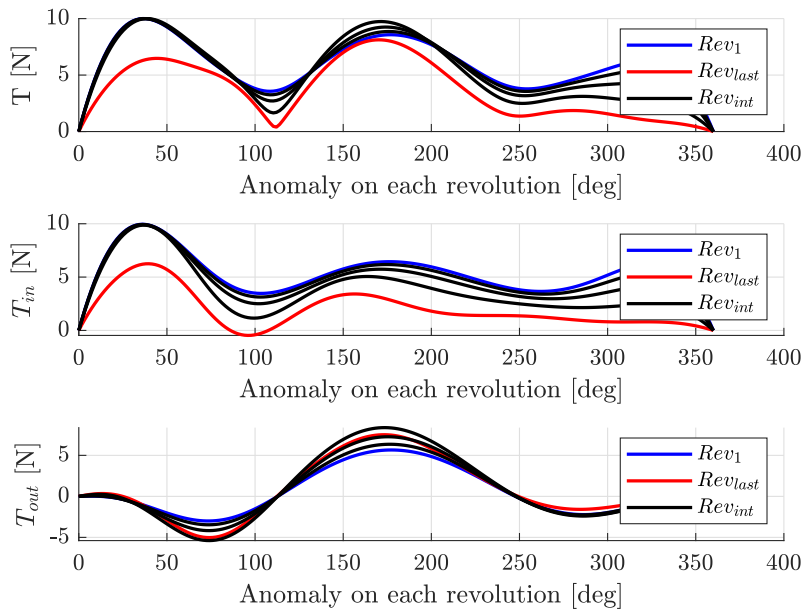 10
5
0
T [N]
Rev1
Revlast
Revint
0 50 100 150 200 250 300 350 400
Anomaly on each revolution [deg]
10
5
0
Tin [N]
Rev1
Revlast
Revint
0 50 100 150 200 250 300 350 400
Anomaly on each revolution [deg]
5
0
-5
Tout [N]
Rev1
Revlast
Revint
0 50 100 150 200 250 300 350 400
Anomaly on each revolution [deg]